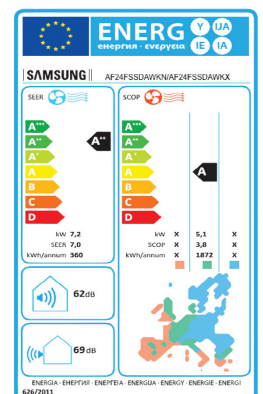 ENERG Y IJA
енергия · ενεργεια IE IA
SAMSUNG AF24FSSDAWKN/AF24FSSDAWKX
SEER SCOP
A+++ A+++
A++ A++ A++
A+ A+
A A A
B B
C C
D D
kW 7,2 kW X 5,1 X
SEER 7,0 SCOP X 3,8 X
kWh/annum 360 kWh/annum X 1872 X
62dB
69dB
ENERGIA · ЕНЕРГИЯ · ΕΝΕΡΓΕΙΑ · ENERGIJA · ENERGY · ENERGIE · ENERGI
626/2011